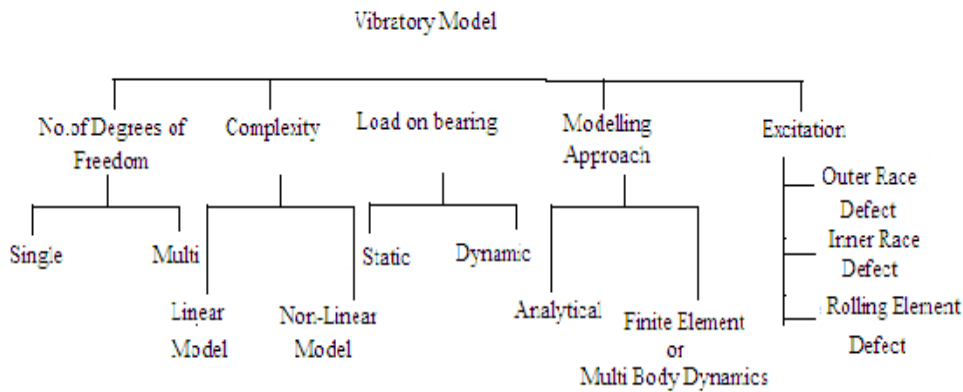 Vibratory Model
No.of Degrees of
Freedom
Complexity
Load on bearing
Modelling
Approach
Excitation
Single
Multi
Linear
Model
Non-Linear
Model
Static
Dynamic
Analytical
Finite Element
or
Multi Body Dynamics
Outer Race
Defect
Inner Race
Defect
Rolling Element
Defect